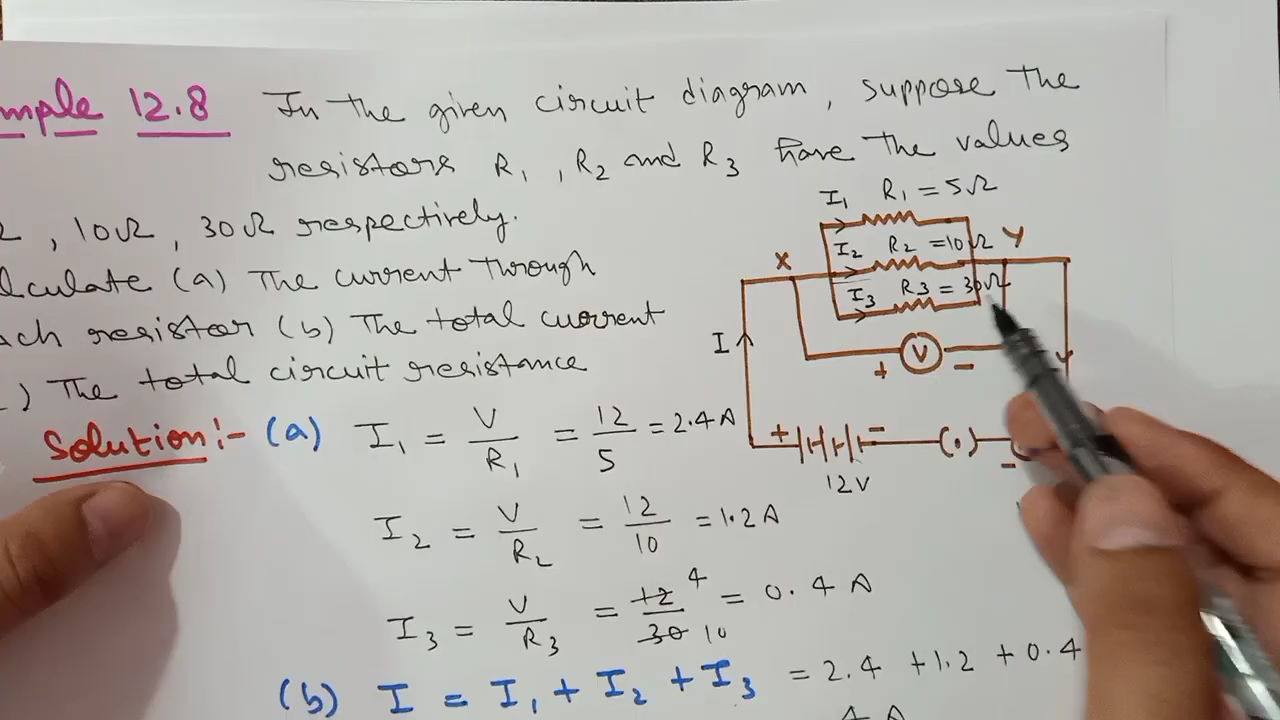 mple 12.8 In the given circuit diagram, suppose the
resistors R₁, R₂ and R₃ have the values
Ω, 10Ω, 30Ω respectively.
lculate (a) The current through
ch resistor (b) The total current
) The total circuit resistance
I₁ R₁ = 5Ω
I₂ R₂ = 10Ω Y
X
I₃ R₃ = 30Ω
I
+ V -
+ - (.) -
12V
Solution:- (a) I₁ = V/R₁ = 12/5 = 2.4 A
I₂ = V/R₂ = 12/10 = 1.2 A
I₃ = V/R₃ = 12/30 4/10 = 0.4 A
(b) I = I₁ + I₂ + I₃ = 2.4 + 1.2 + 0.4
4 A